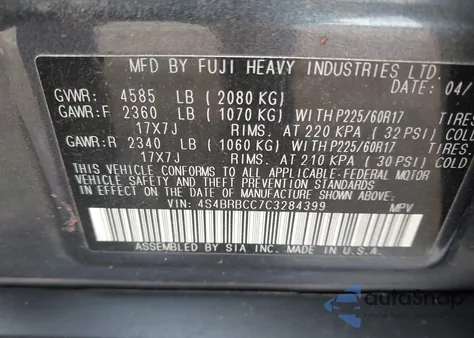 MFD BY FUJI HEAVY INDUSTRIES LTD.
DATE: 04/
GVWR: 4585 LB ( 2080 KG)
GAWR:F 2360 LB ( 1070 KG) WITH P225/60R17 TIRES
17X7J RIMS. AT 220 KPA ( 32 PSI) COLD
GAWR:R 2340 LB ( 1060 KG) WITH P225/60R17 TIRES.
17X7J RIMS. AT 210 KPA ( 30 PSI) COLD
THIS VEHICLE CONFORMS TO ALL APPLICABLE FEDERAL MOTOR
VEHICLE SAFETY AND THEFT PREVENTION STANDARDS
IN EFFECT ON THE DATE OF MANUFACTURE SHOWN ABOVE.
VIN: 4S4BRBCC7C3284399 MPV
ASSEMBLED BY SIA INC. MADE IN U.S.A.
autoSnap